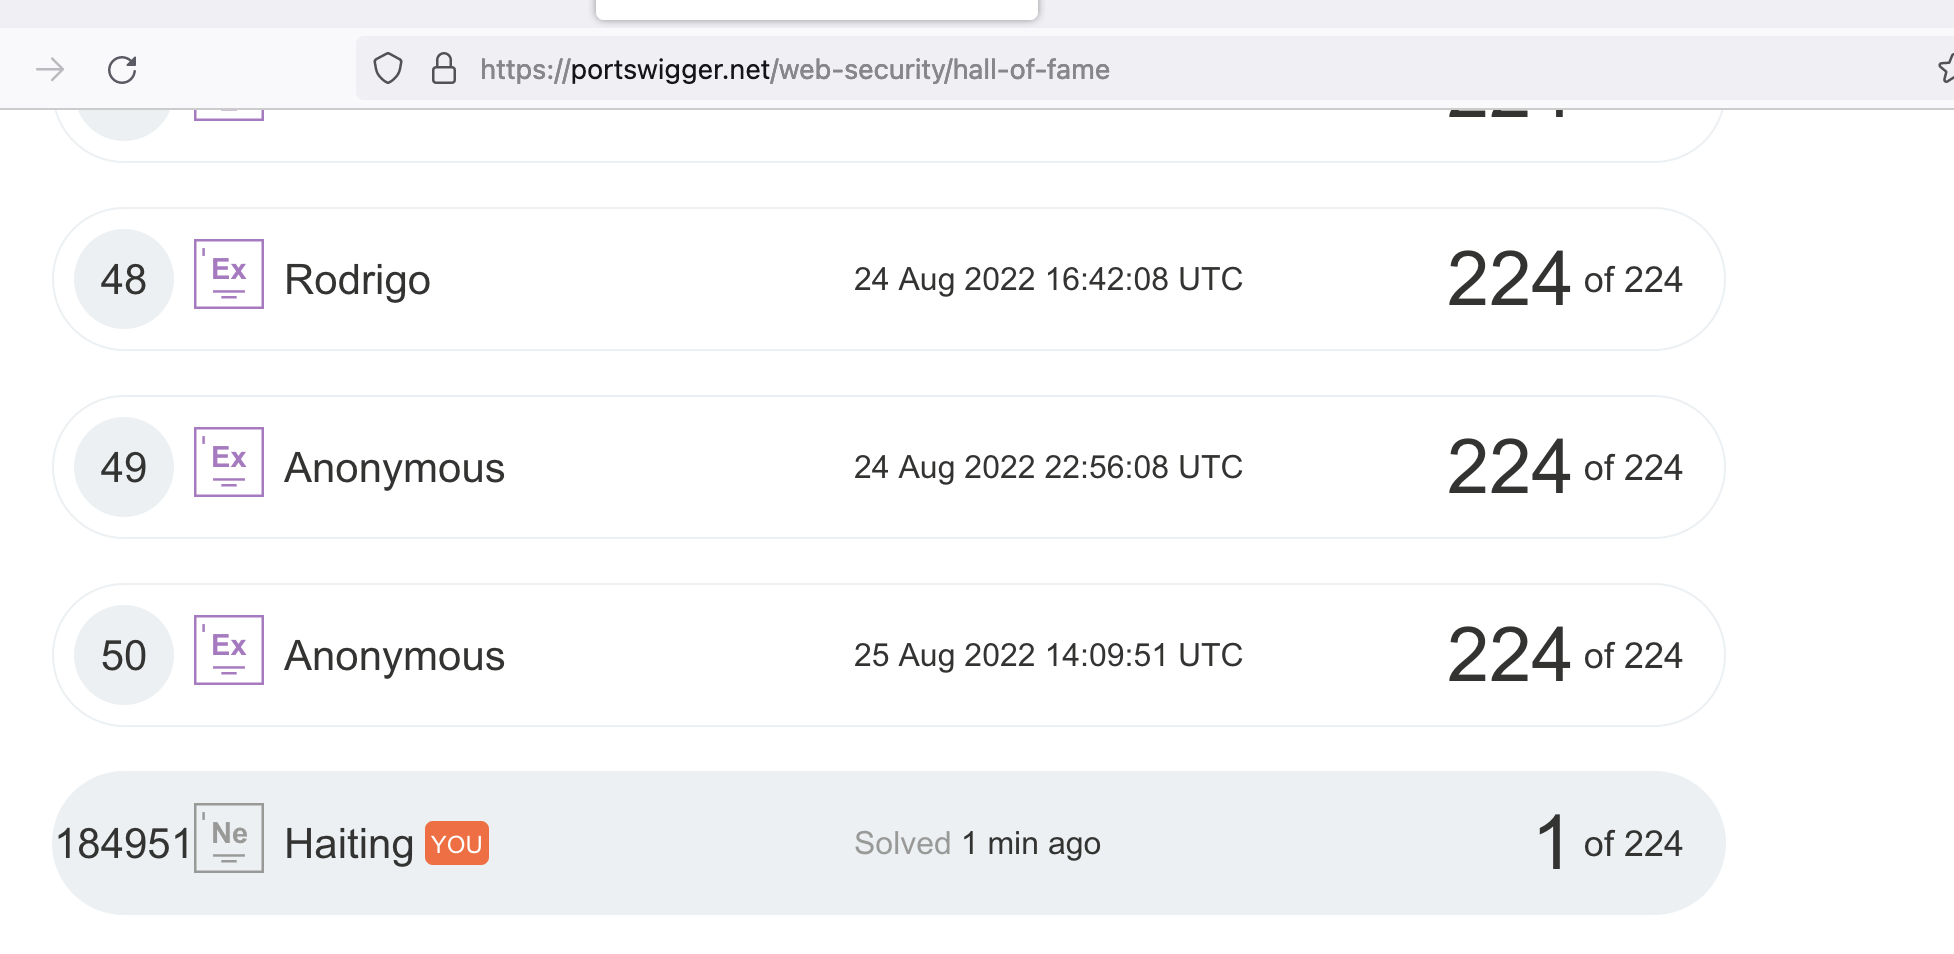 https://portswigger.net/web-security/hall-of-fame
48 Ex Rodrigo 24 Aug 2022 16:42:08 UTC 224 of 224
49 Ex Anonymous 24 Aug 2022 22:56:08 UTC 224 of 224
50 Ex Anonymous 25 Aug 2022 14:09:51 UTC 224 of 224
184951 Ne Haiting YOU Solved 1 min ago 1 of 224